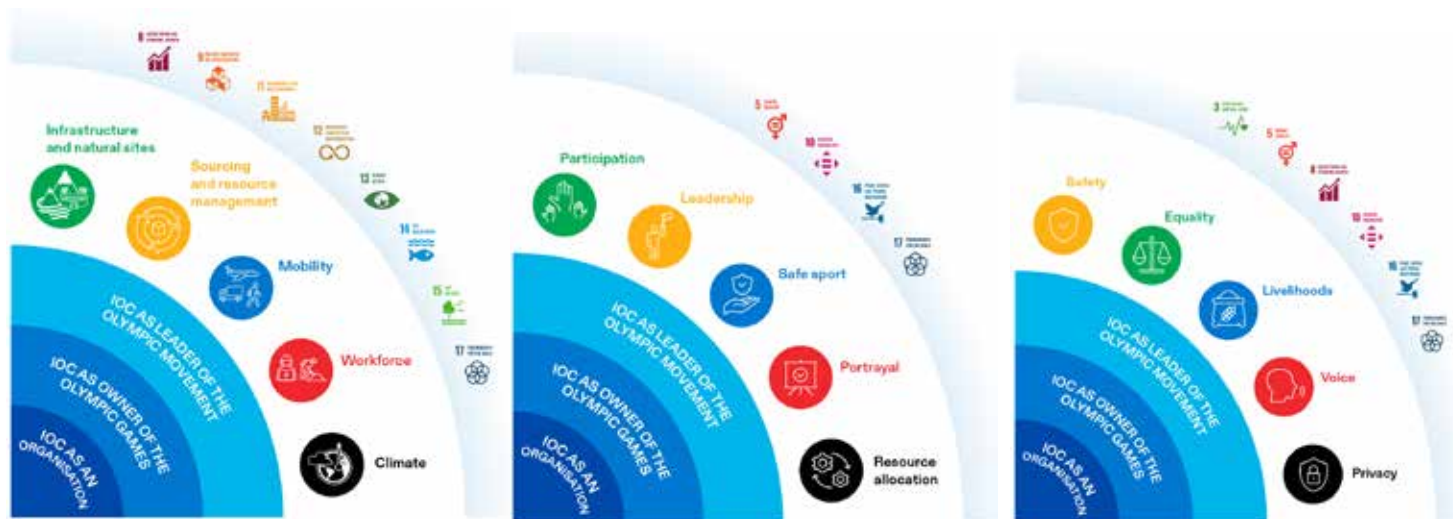 8
9
11
12
13
14
15
17
Infrastructure
and natural sites
Sourcing
and resource
management
Mobility
Workforce
Climate
IOC AS LEADER OF THE
OLYMPIC MOVEMENT
IOC AS OWNER OF THE
OLYMPIC GAMES
IOC AS AN
ORGANISATION
5
10
16
17
Participation
Leadership
Safe sport
Portrayal
Resource
allocation
IOC AS LEADER OF THE
OLYMPIC MOVEMENT
IOC AS OWNER OF THE
OLYMPIC GAMES
IOC AS AN
ORGANISATION
3
5
8
10
16
17
Safety
Equality
Livelihoods
Voice
Privacy
IOC AS LEADER OF THE
OLYMPIC MOVEMENT
IOC AS OWNER OF THE
OLYMPIC GAMES
IOC AS AN
ORGANISATION